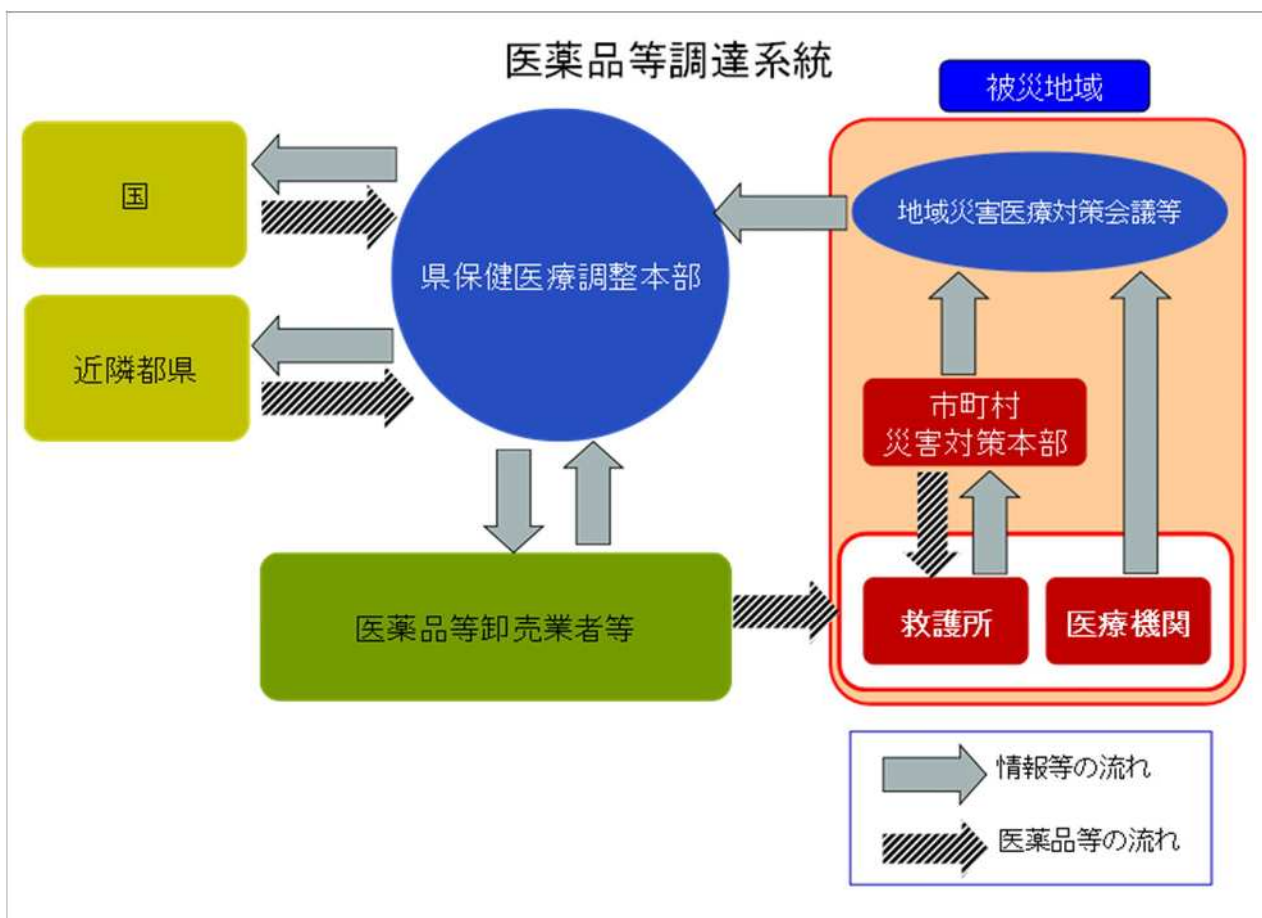 医薬品等調達系統
被災地域
国
地域災害医療対策会議等
県保健医療調整本部
近隣都県
市町村
災害対策本部
医薬品等卸売業者等
救護所
医療機関
情報等の流れ
医薬品等の流れ